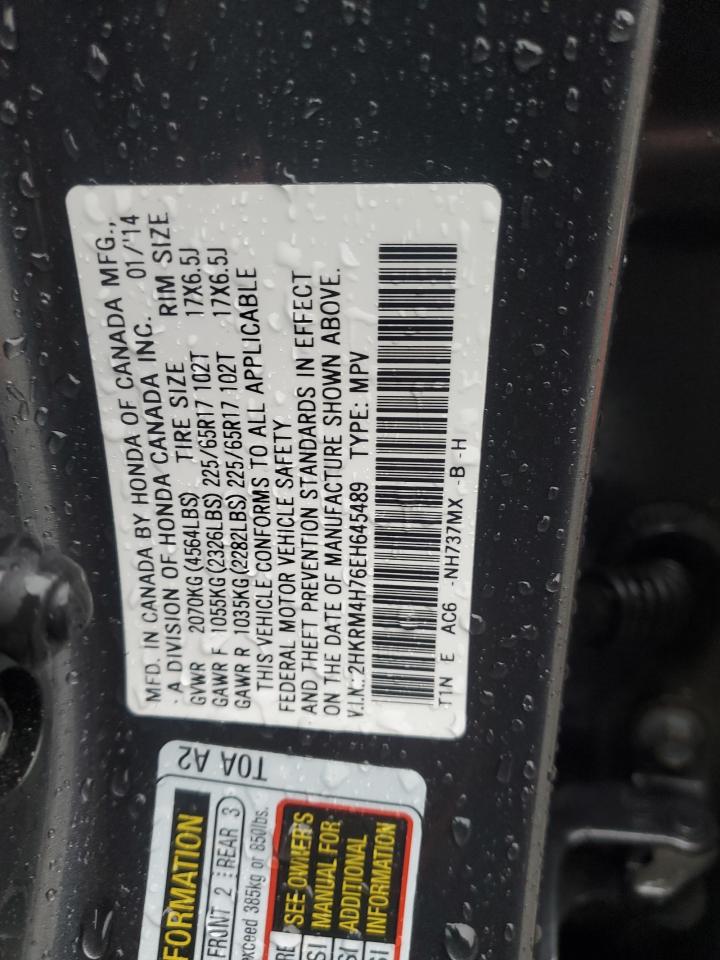 MFD. IN CANADA BY HONDA OF CANADA MFG.,
A DIVISION OF HONDA CANADA INC. 01/'14
GVWR 2070KG(4564LBS) TIRE SIZE RIM SIZE
GAWR F 1055KG(2326LBS) 225/65R17 102T 17X6.5J
GAWR R 1035KG(2282LBS) 225/65R17 102T 17X6.5J
THIS VEHICLE CONFORMS TO ALL APPLICABLE
FEDERAL MOTOR VEHICLE SAFETY
AND THEFT PREVENTION STANDARDS IN EFFECT
ON THE DATE OF MANUFACTURE SHOWN ABOVE.
V.I.N.:2HKRM4H76EH645489 TYPE: MPV
T1N E AC6 -NH737MX -B -H
T0A A2
FORMATION
FRONT 2 REAR 3
exceed 385kg or 850lbs.
SEE OWNER'S
MANUAL FOR
ADDITIONAL
INFORMATION